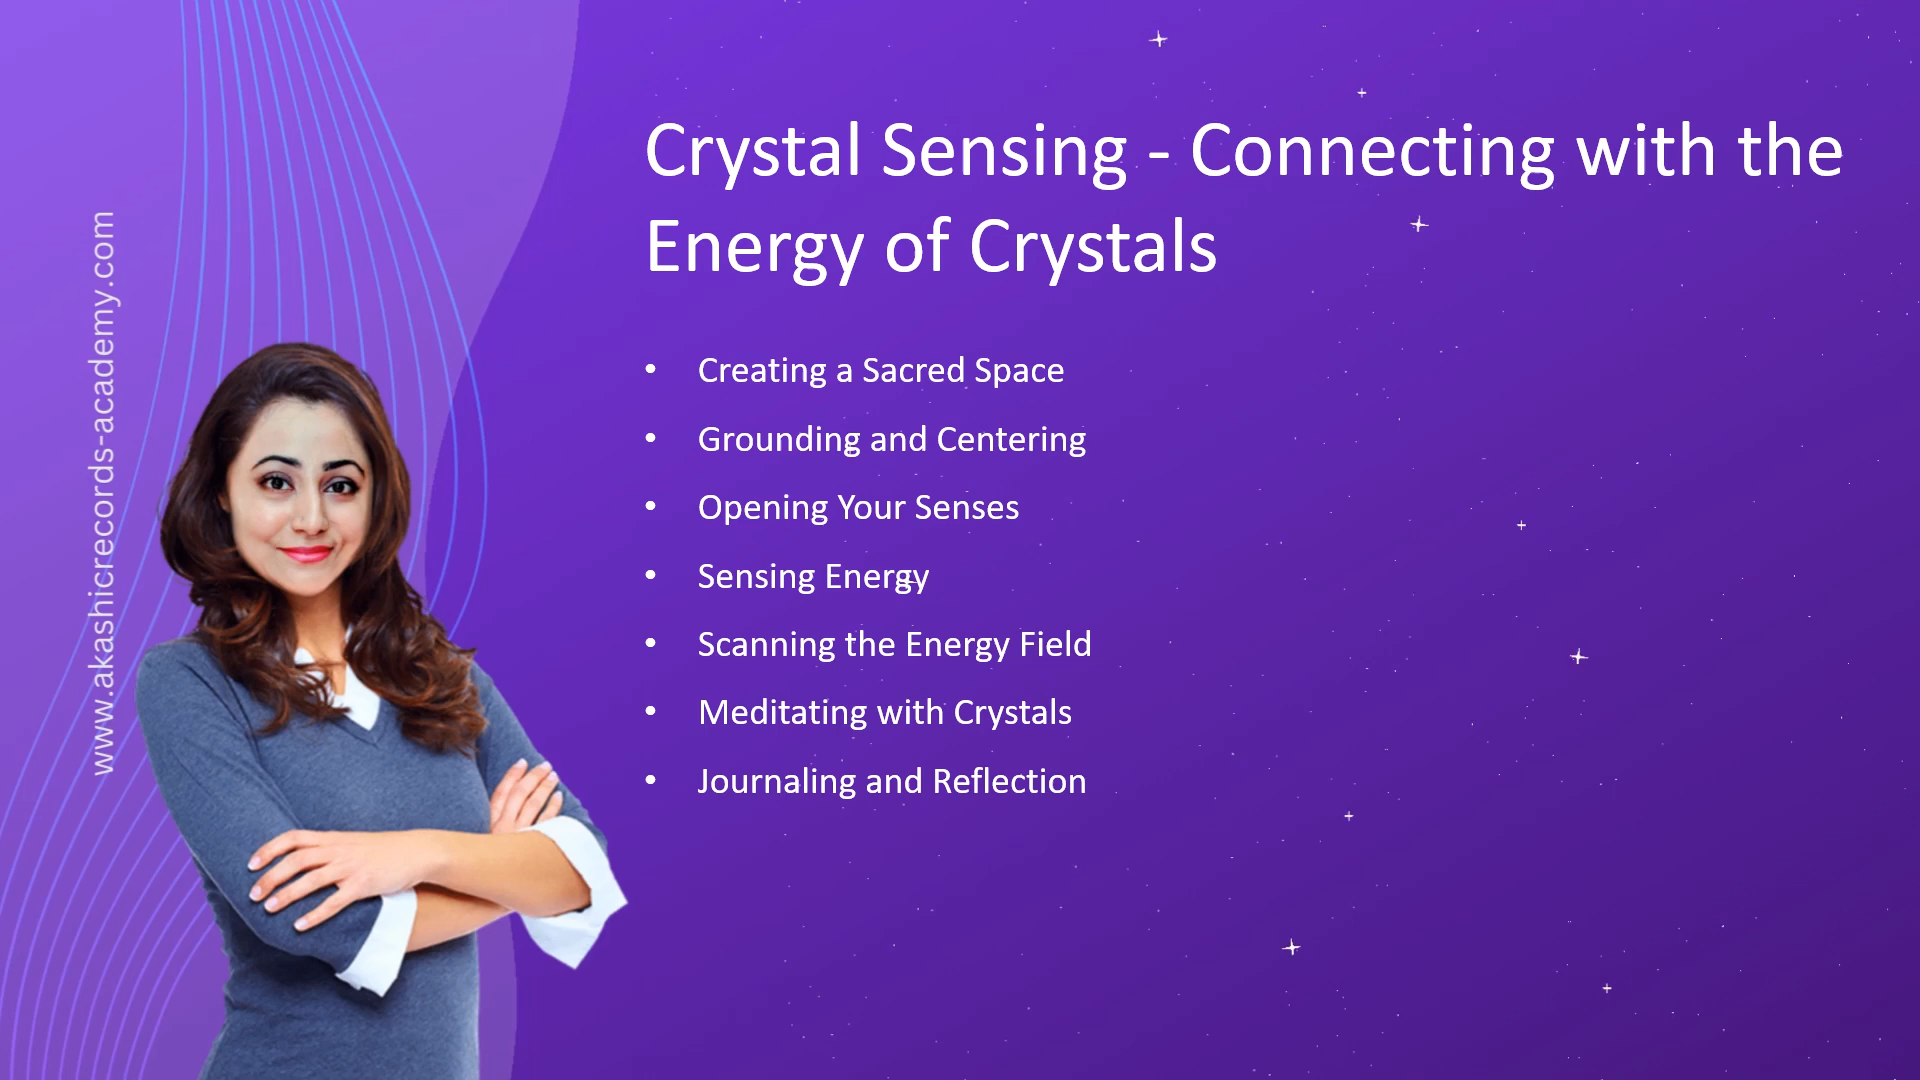 Crystal Sensing - Connecting with the
Energy of Crystals
• Creating a Sacred Space
• Grounding and Centering
• Opening Your Senses
• Sensing Energy
• Scanning the Energy Field
• Meditating with Crystals
• Journaling and Reflection
www.akashicrecords-academy.com